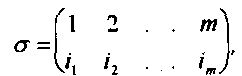 σ = ( 1 2 . . m
i₁ i₂ . . . iₘ ) ,